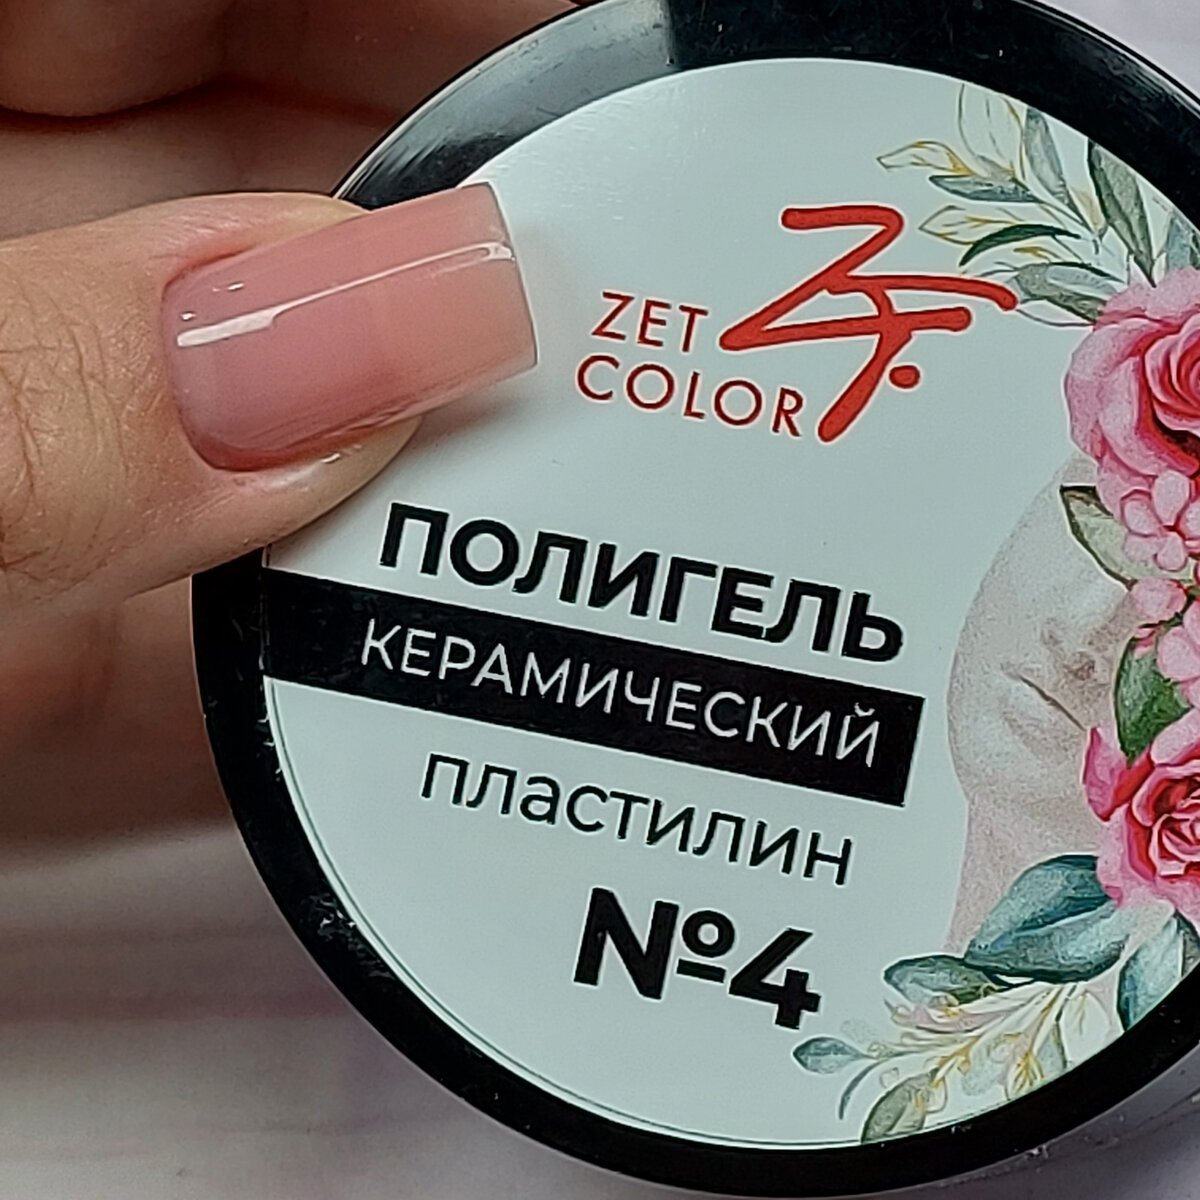 ZET
COLOR
ПОЛИГЕЛЬ
КЕРАМИЧЕСКИЙ
пластилин
№4